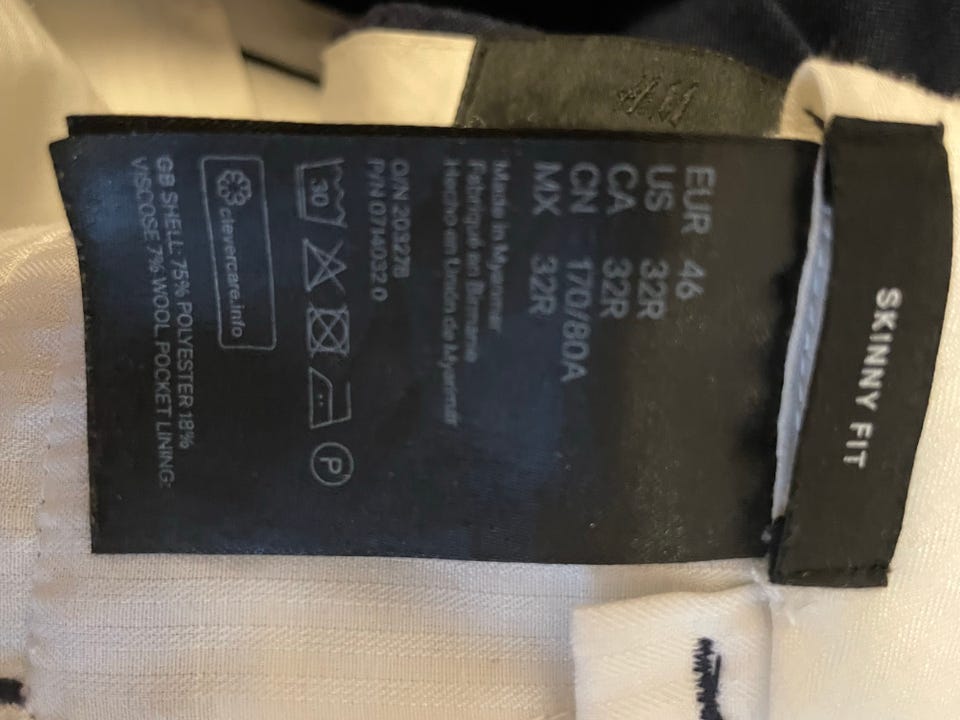 H&M
SKINNY FIT
EUR 46
US 32R
CA 32R
CN 170/80A
MX 32R
Made in Myanmar
Fabriqué en Birmanie
Hecho en Unión de Myanmar
O/N 203278
P/N 0714032 0
30
P
clevercare.info
GB SHELL: 75% POLYESTER 18%
VISCOSE 7% WOOL, POCKET LINING: